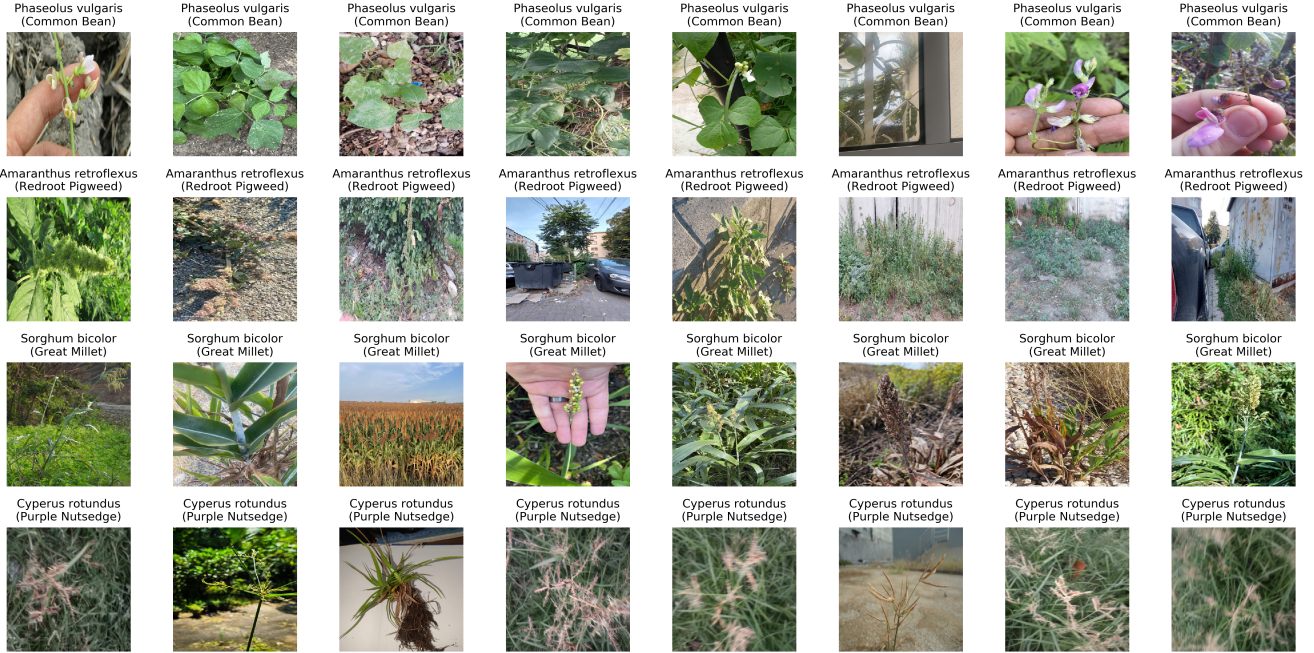 Phaseolus vulgaris Phaseolus vulgaris Phaseolus vulgaris Phaseolus vulgaris Phaseolus vulgaris Phaseolus vulgaris Phaseolus vulgaris Phaseolus vulgaris
(Common Bean) (Common Bean) (Common Bean) (Common Bean) (Common Bean) (Common Bean) (Common Bean) (Common Bean)
Amaranthus retroflexus Amaranthus retroflexus Amaranthus retroflexus Amaranthus retroflexus Amaranthus retroflexus Amaranthus retroflexus Amaranthus retroflexus Amaranthus retroflexus
(Redroot Pigweed) (Redroot Pigweed) (Redroot Pigweed) (Redroot Pigweed) (Redroot Pigweed) (Redroot Pigweed) (Redroot Pigweed) (Redroot Pigweed)
Sorghum bicolor Sorghum bicolor Sorghum bicolor Sorghum bicolor Sorghum bicolor Sorghum bicolor Sorghum bicolor Sorghum bicolor
(Great Millet) (Great Millet) (Great Millet) (Great Millet) (Great Millet) (Great Millet) (Great Millet) (Great Millet)
Cyperus rotundus Cyperus rotundus Cyperus rotundus Cyperus rotundus Cyperus rotundus Cyperus rotundus Cyperus rotundus Cyperus rotundus
(Purple Nutsedge) (Purple Nutsedge) (Purple Nutsedge) (Purple Nutsedge) (Purple Nutsedge) (Purple Nutsedge) (Purple Nutsedge) (Purple Nutsedge)